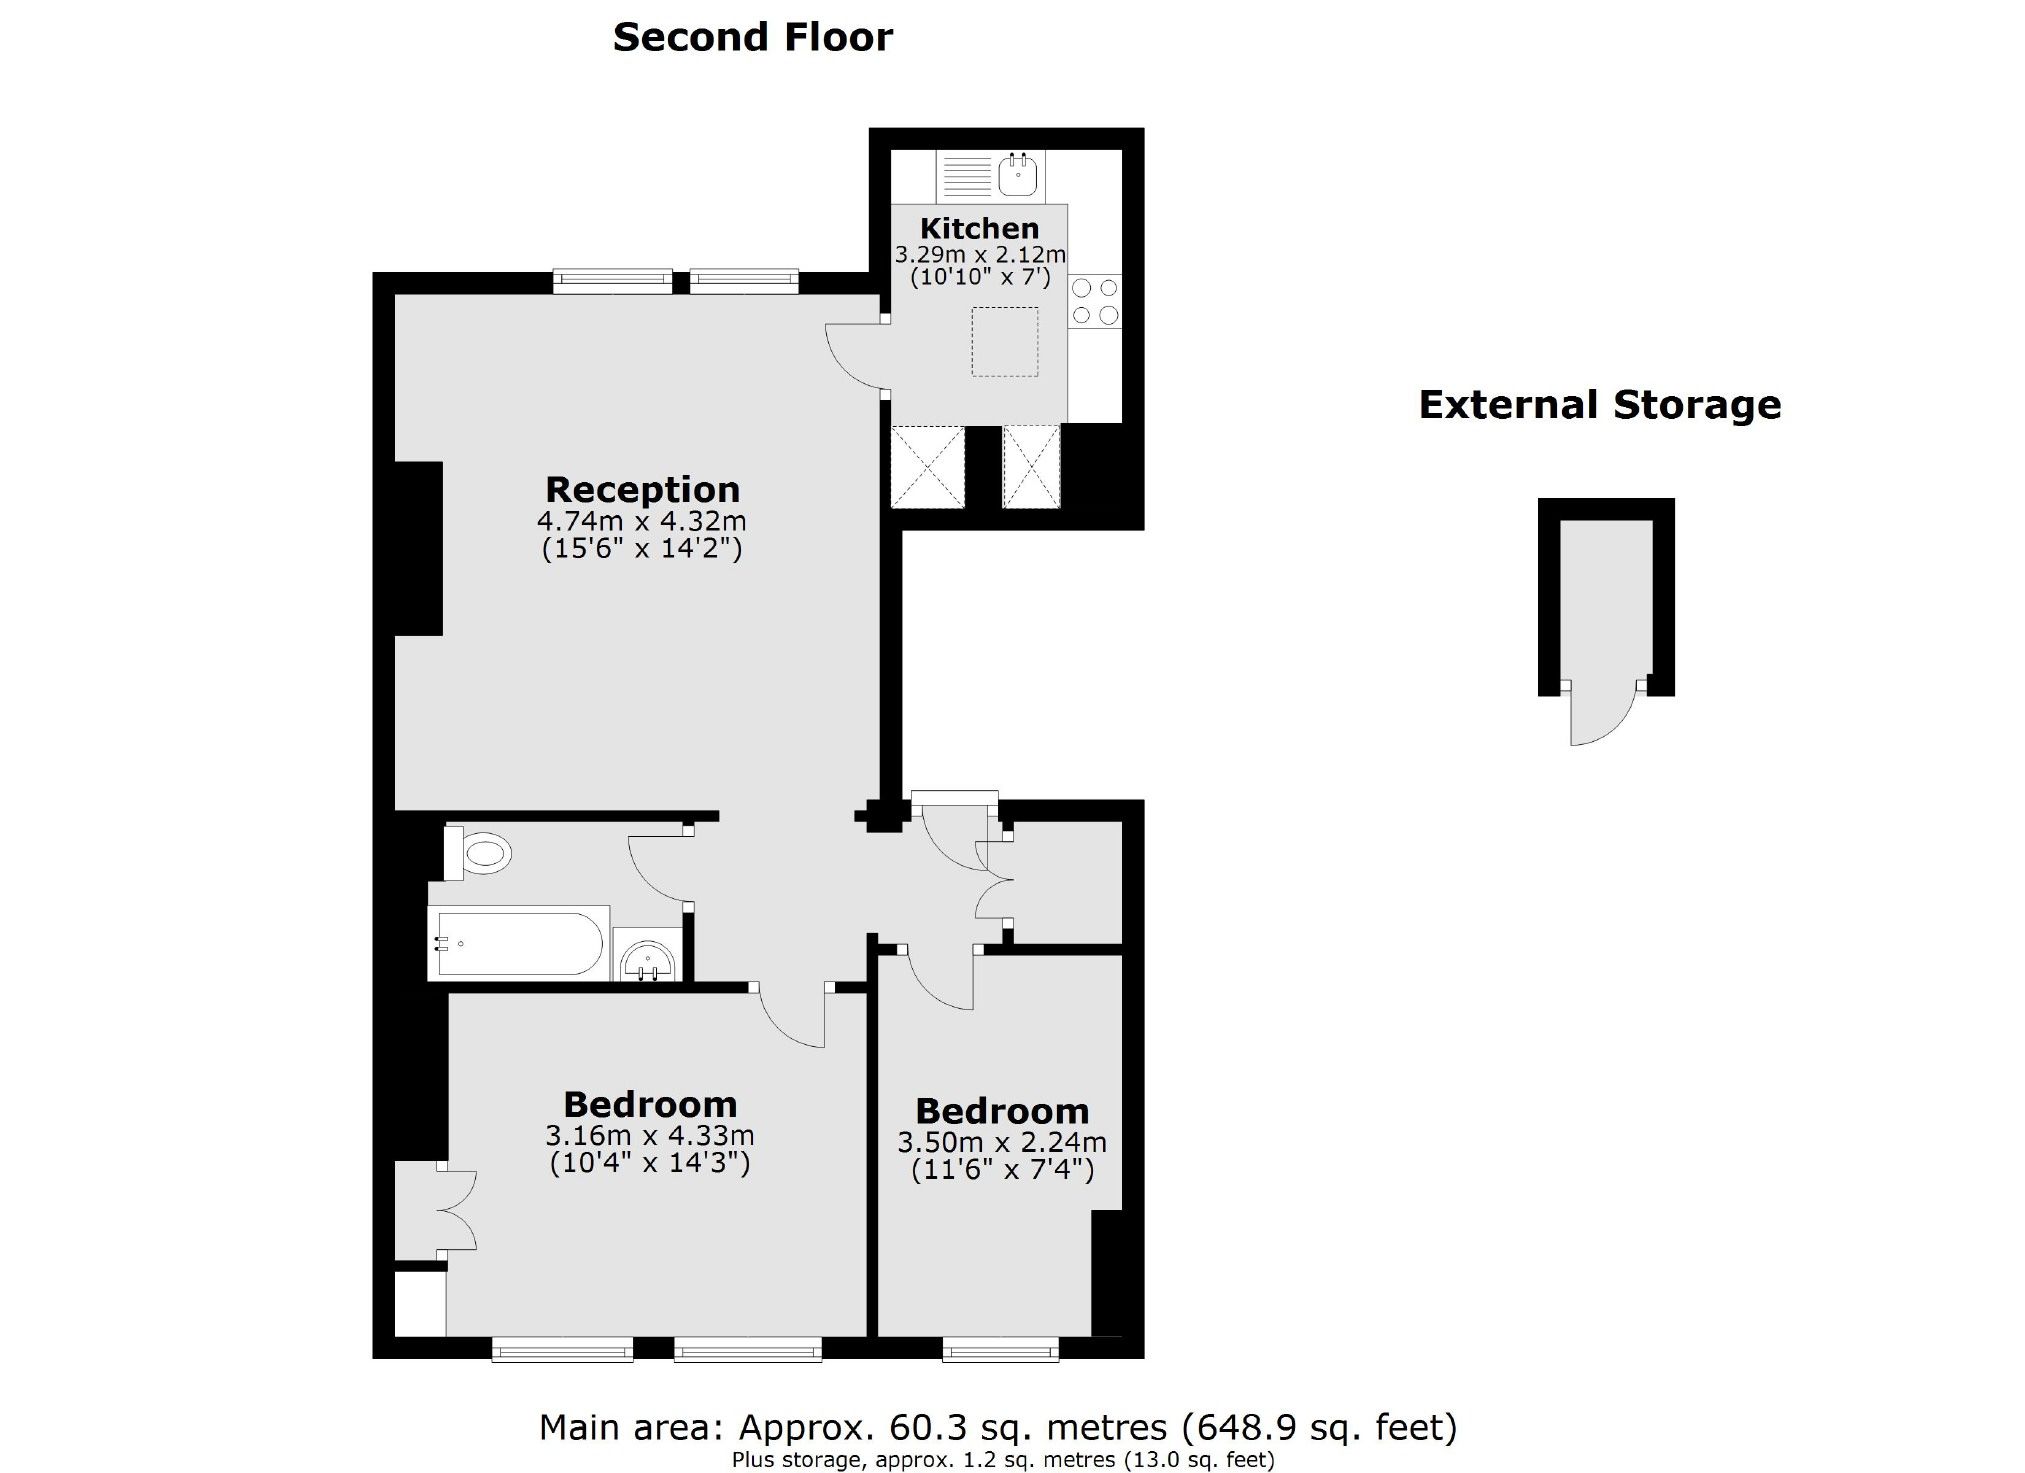 Second Floor
Kitchen
3.29m x 2.12m
(10'10" x 7')
External Storage
Reception
4.74m x 4.32m
(15'6" x 14'2")
Bedroom
3.16m x 4.33m
(10'4" x 14'3")
Bedroom
3.50m x 2.24m
(11'6" x 7'4")
Main area: Approx. 60.3 sq. metres (648.9 sq. feet)
Plus storage, approx. 1.2 sq. metres (13.0 sq. feet)